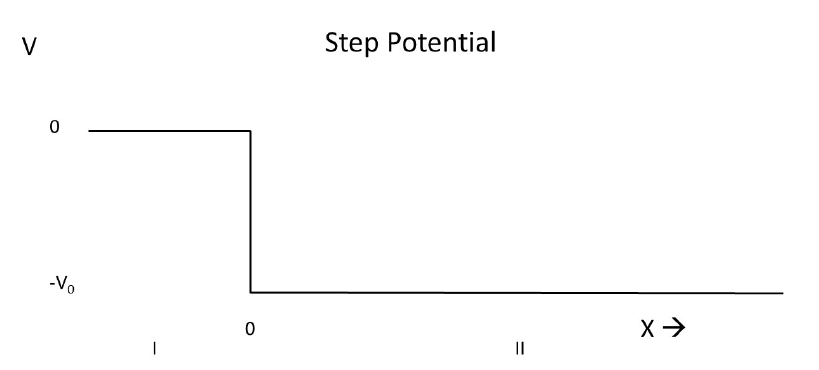 Step Potential
V
0
-V₀
0
X →
I
II